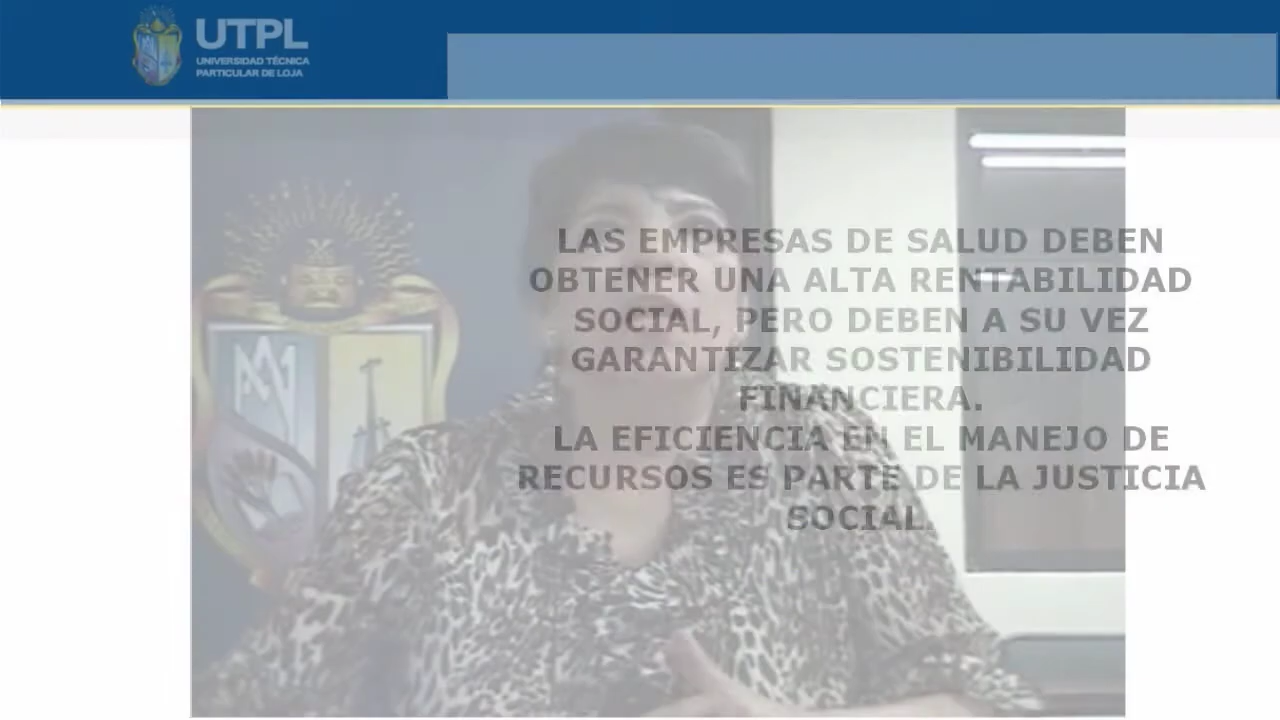 UTPL
UNIVERSIDAD TÉCNICA
PARTICULAR DE LOJA
LAS EMPRESAS DE SALUD DEBEN
OBTENER UNA ALTA RENTABILIDAD
SOCIAL, PERO DEBEN A SU VEZ
GARANTIZAR SOSTENIBILIDAD
FINANCIERA.
LA EFICIENCIA EN EL MANEJO DE
RECURSOS ES PARTE DE LA JUSTICIA
SOCIAL.